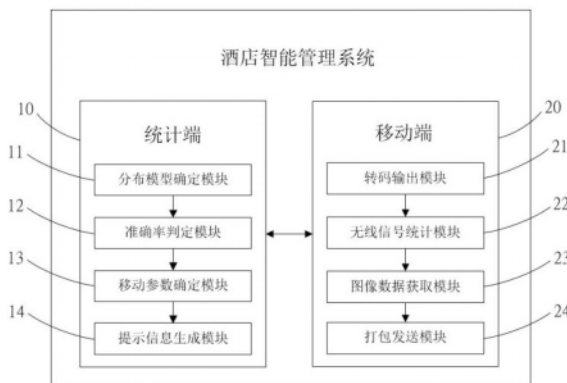 酒店智能管理系统
10
统计端
11
分布模型确定模块
12
准确率判定模块
13
移动参数确定模块
14
提示信息生成模块
20
移动端
21
转码输出模块
22
无线信号统计模块
23
图像数据获取模块
24
打包发送模块